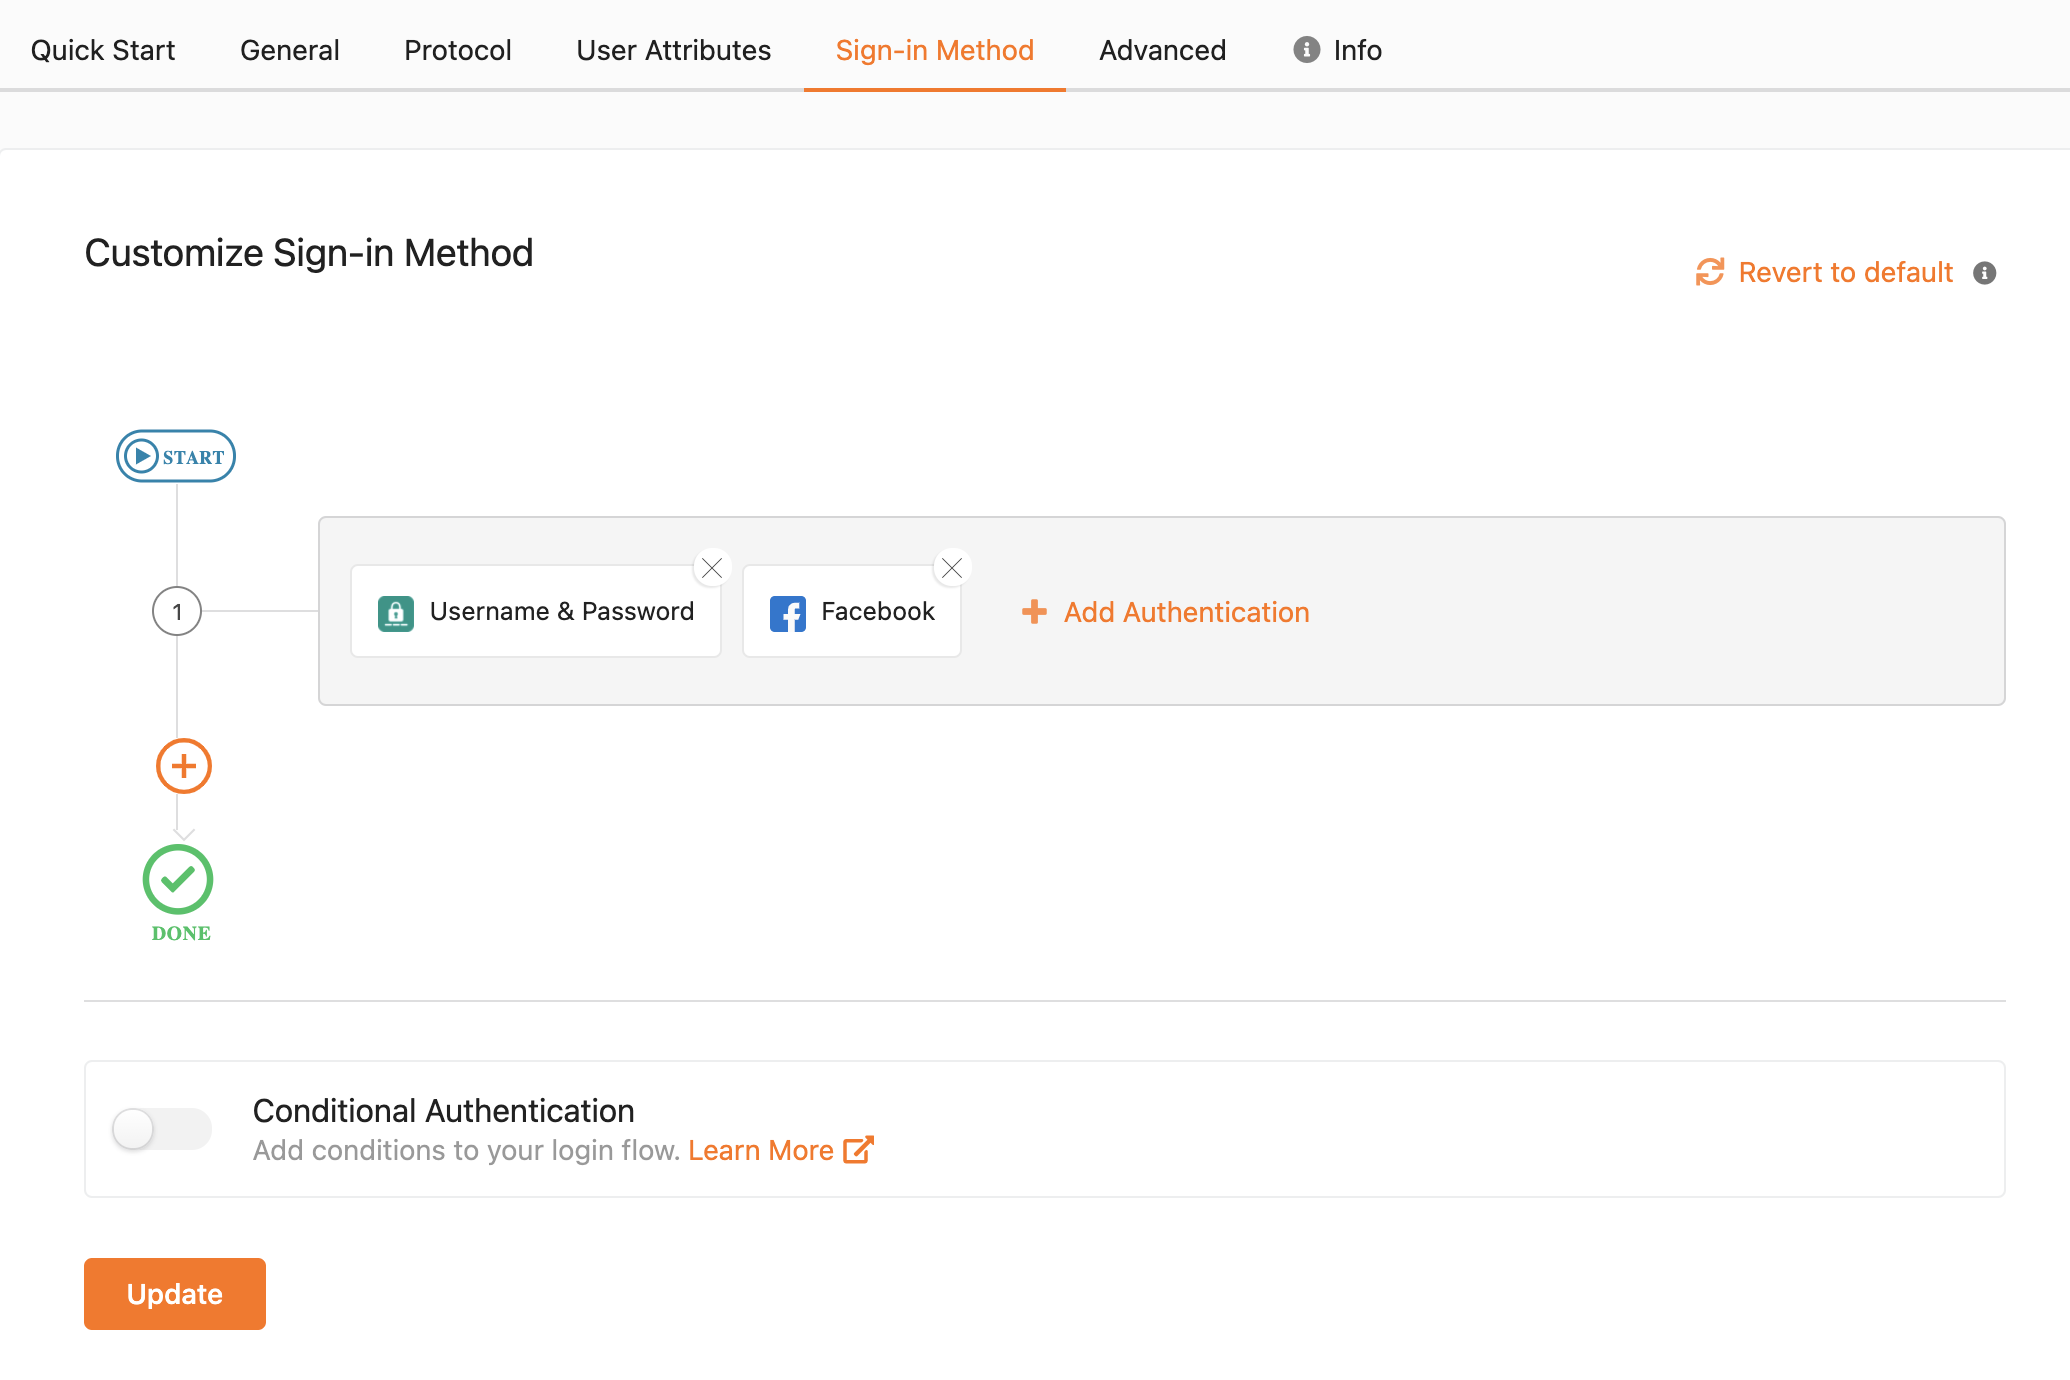 Quick Start General Protocol User Attributes Sign-in Method Advanced Info
Customize Sign-in Method
Revert to default
START
1 Username & Password Facebook Add Authentication
DONE
Conditional Authentication
Add conditions to your login flow. Learn More
Update